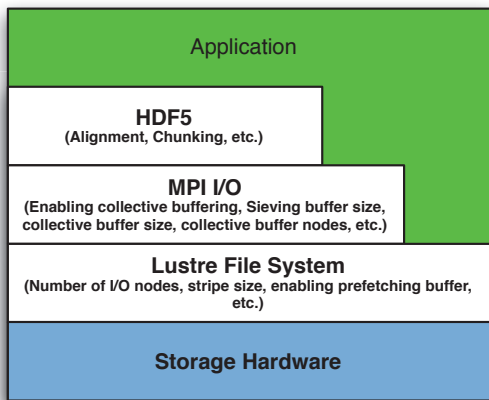 Application
HDF5
(Alignment, Chunking, etc.)
MPI I/O
(Enabling collective buffering, Sieving buffer size,
collective buffer size, collective buffer nodes, etc.)
Lustre File System
(Number of I/O nodes, stripe size, enabling prefetching buffer,
etc.)
Storage Hardware